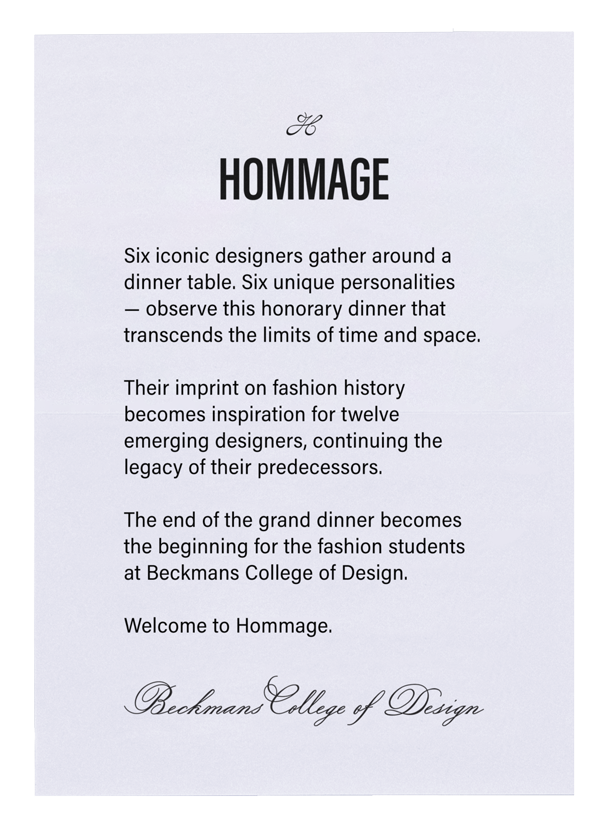 H
HOMMAGE
Six iconic designers gather around a
dinner table. Six unique personalities
— observe this honorary dinner that
transcends the limits of time and space.
Their imprint on fashion history
becomes inspiration for twelve
emerging designers, continuing the
legacy of their predecessors.
The end of the grand dinner becomes
the beginning for the fashion students
at Beckmans College of Design.
Welcome to Hommage.
Beckmans College of Design